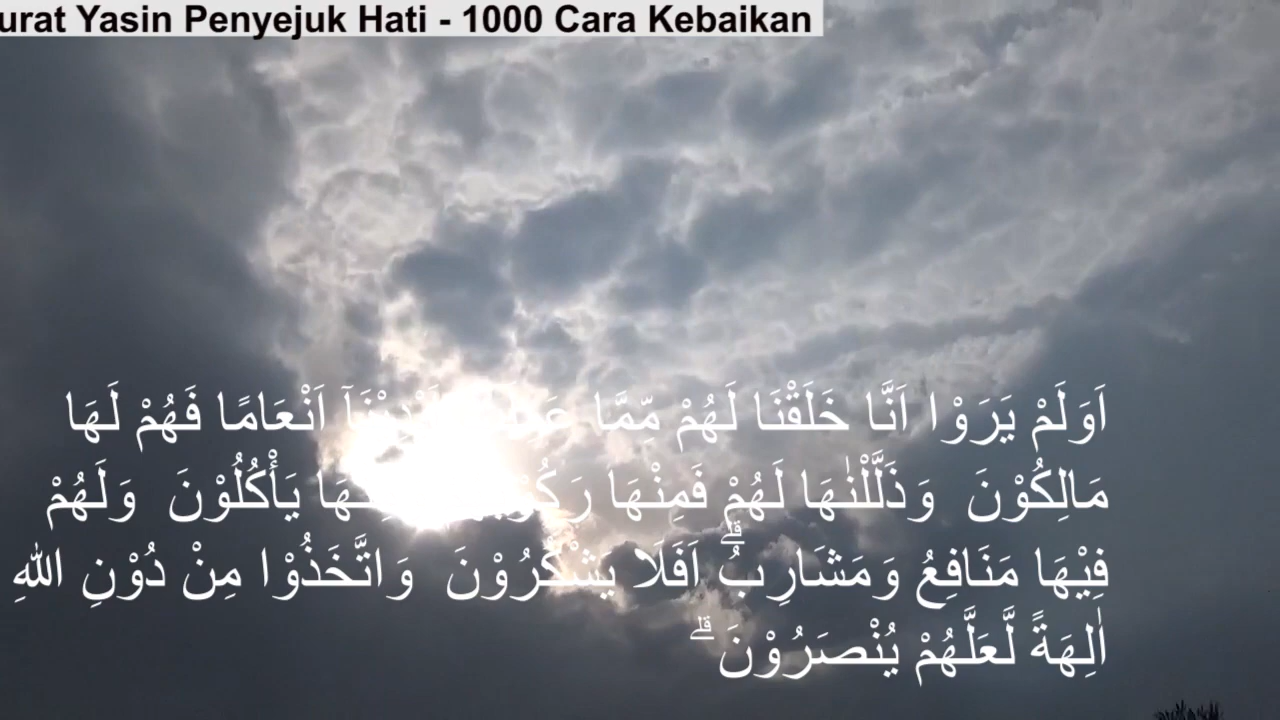 urat Yasin Penyejuk Hati - 1000 Cara Kebaikan
اَوَلَمْ يَرَوْا اَنَّا خَلَقْنَا لَهُمْ مِّمَّا اَيْدِيْنَآ اَنْعَامًا فَهُمْ لَهَا
مَالِكُوْنَ وَذَلَّلْنٰهَا لَهُمْ فَمِنْهَا يَأْكُلُوْنَ وَلَهُمْ
فِيْهَا مَنَافِعُ وَمَشَارِبُۗ اَفَلَا يَشْكُرُوْنَ وَاتَّخَذُوْا مِنْ دُوْنِ اللّٰهِ
اٰلِهَةً لَّعَلَّهُمْ يُنْصَرُوْنَ ۗ